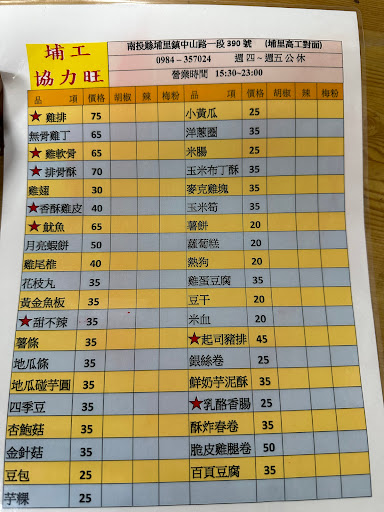 埔工
協力旺
南投縣埔里鎮中山路一段 390 號 (埔里高工對面)
0984－357024 週四～週五公休
營業時間 15:30~23:00
品項 價格 胡椒 辣 梅粉 品項 價格 胡椒 辣 梅粉
★雞排 75 小黃瓜 25
無骨雞丁 65 洋蔥圈 35
★雞軟骨 65 米腸 25
★排骨酥 70 玉米布丁酥 35
雞翅 30 麥克雞塊 35
★香酥雞皮 40 玉米筍 35
★魷魚 65 薯餅 20
月亮蝦餅 50 蘿蔔糕 20
雞尾椎 40 熱狗 20
花枝丸 35 雞蛋豆腐 35
黃金魚板 35 豆干 20
★甜不辣 35 米血 20
薯條 35 ★起司豬排 45
地瓜條 35 銀絲卷 25
地瓜碰芋圓 35 鮮奶芋泥酥 35
四季豆 35 ★乳酪香腸 25
杏鮑菇 35 酥炸春卷 35
金針菇 35 脆皮雞腿卷 50
豆包 25 百頁豆腐 35
芋粿 25